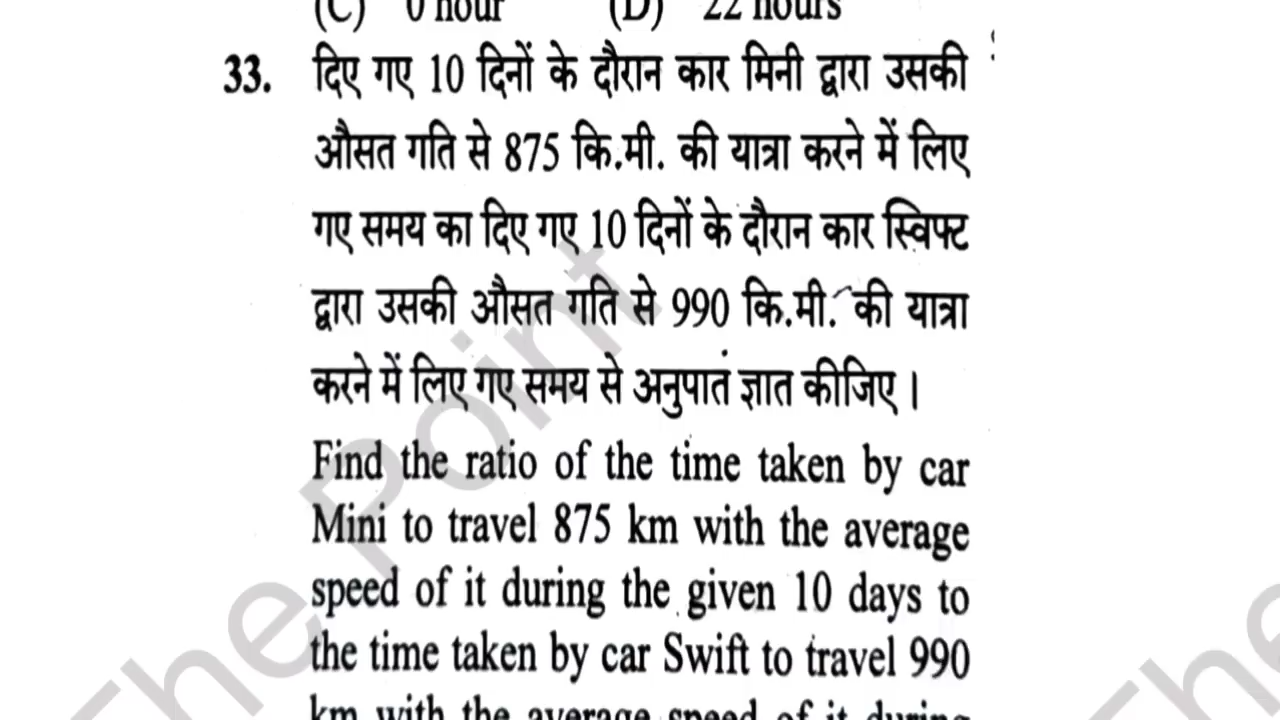 (C) 0 hour (D) 22 hours
33. दिए गए 10 दिनों के दौरान कार मिनी द्वारा उसकी
औसत गति से 875 कि.मी. की यात्रा करने में लिए
गए समय का दिए गए 10 दिनों के दौरान कार स्विफ्ट
द्वारा उसकी औसत गति से 990 कि.मी. की यात्रा
करने में लिए गए समय से अनुपात ज्ञात कीजिए ।
Find the ratio of the time taken by car
Mini to travel 875 km with the average
speed of it during the given 10 days to
the time taken by car Swift to travel 990
km with the average speed of it during
The Point
The